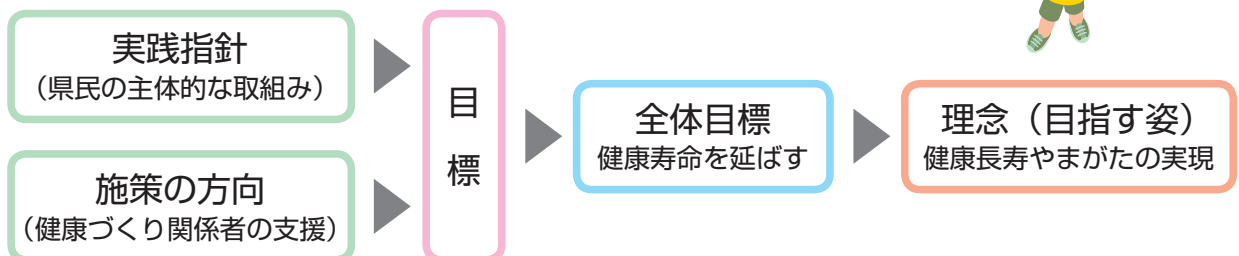 実践指針
（県民の主体的な取組み）
施策の方向
（健康づくり関係者の支援）
目
標
全体目標
健康寿命を延ばす
理念（目指す姿）
健康長寿やまがたの実現